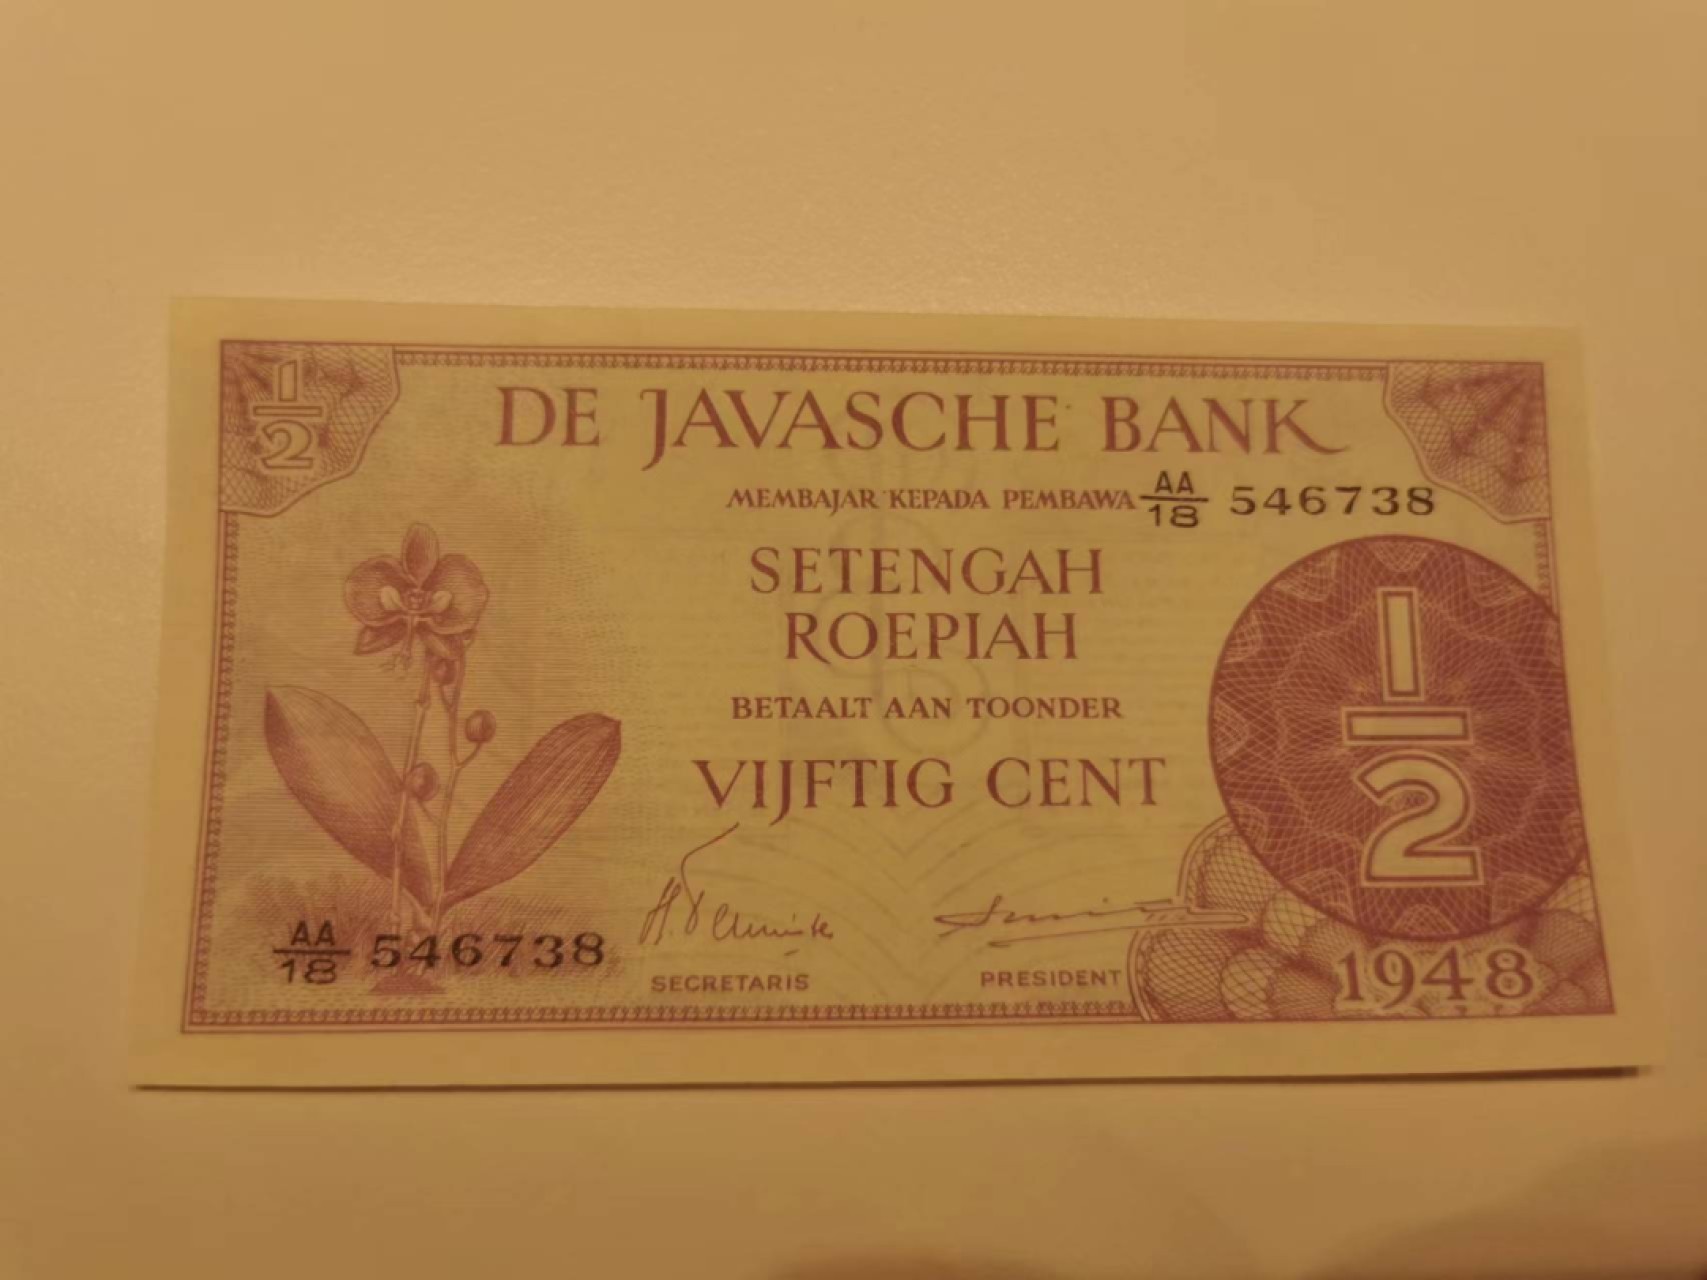 1/2
DE JAVASCHE BANK
MEMBAJAR KEPADA PEMBAWA AA/18 546738
SETENGAH
ROEPIAH
BETAALT AAN TOONDER
VIJFTIG CENT
1/2
AA/18 546738
SECRETARIS
PRESIDENT
1948